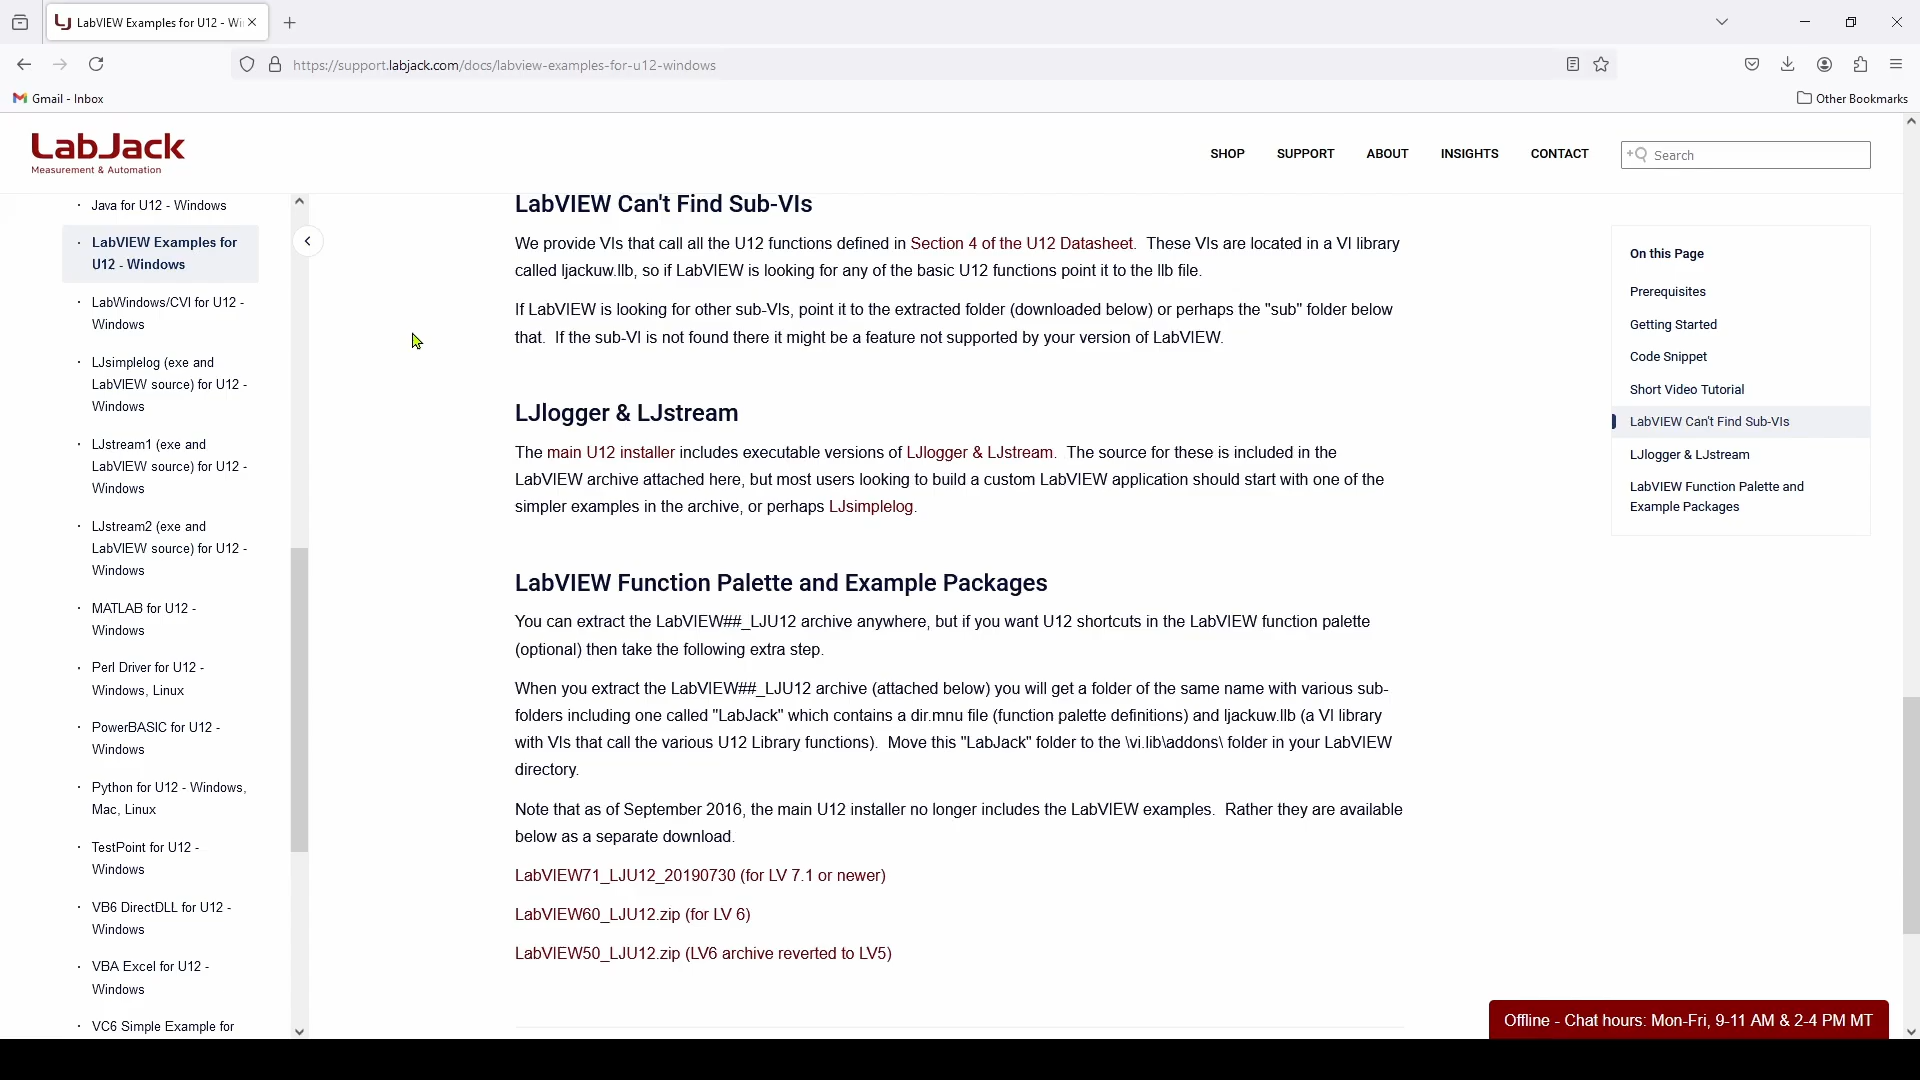 LabVIEW Examples for U12 - Wi
https://support.labjack.com/docs/labview-examples-for-u12-windows
Gmail - Inbox
Other Bookmarks
LabJack
Measurement & Automation
SHOP
SUPPORT
ABOUT
INSIGHTS
CONTACT
Search
Java for U12 - Windows
LabVIEW Examples for
U12 - Windows
LabWindows/CVI for U12 -
Windows
LJsimplelog (exe and
LabVIEW source) for U12 -
Windows
LJstream1 (exe and
LabVIEW source) for U12 -
Windows
LJstream2 (exe and
LabVIEW source) for U12 -
Windows
MATLAB for U12 -
Windows
Perl Driver for U12 -
Windows, Linux
PowerBASIC for U12 -
Windows
Python for U12 - Windows,
Mac, Linux
TestPoint for U12 -
Windows
VB6 DirectDLL for U12 -
Windows
VBA Excel for U12 -
Windows
VC6 Simple Example for
LabVIEW Can't Find Sub-VIs
We provide VIs that call all the U12 functions defined in Section 4 of the U12 Datasheet.  These VIs are located in a VI library
called ljackuw.llb, so if LabVIEW is looking for any of the basic U12 functions point it to the llb file.
If LabVIEW is looking for other sub-VIs, point it to the extracted folder (downloaded below) or perhaps the "sub" folder below
that.  If the sub-VI is not found there it might be a feature not supported by your version of LabVIEW.
LJlogger & LJstream
The main U12 installer includes executable versions of LJlogger & LJstream.  The source for these is included in the
LabVIEW archive attached here, but most users looking to build a custom LabVIEW application should start with one of the
simpler examples in the archive, or perhaps LJsimplelog.
LabVIEW Function Palette and Example Packages
You can extract the LabVIEW##_LJU12 archive anywhere, but if you want U12 shortcuts in the LabVIEW function palette
(optional) then take the following extra step.
When you extract the LabVIEW##_LJU12 archive (attached below) you will get a folder of the same name with various sub-
folders including one called "LabJack" which contains a dir.mnu file (function palette definitions) and ljackuw.llb (a VI library
with VIs that call the various U12 Library functions).  Move this "LabJack" folder to the \vi.lib\addons\ folder in your LabVIEW
directory.
Note that as of September 2016, the main U12 installer no longer includes the LabVIEW examples.  Rather they are available
below as a separate download.
LabVIEW71_LJU12_20190730 (for LV 7.1 or newer)
LabVIEW60_LJU12.zip (for LV 6)
LabVIEW50_LJU12.zip (LV6 archive reverted to LV5)
On this Page
Prerequisites
Getting Started
Code Snippet
Short Video Tutorial
LabVIEW Can't Find Sub-VIs
LJlogger & LJstream
LabVIEW Function Palette and
Example Packages
Offline - Chat hours: Mon-Fri, 9-11 AM & 2-4 PM MT